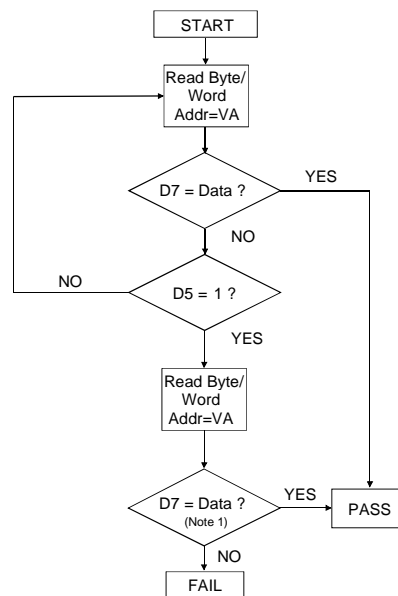 START
Read Byte/
Word
Addr=VA
D7 = Data ?
YES
NO
NO
D5 = 1 ?
YES
Read Byte/
Word
Addr=VA
D7 = Data ?
(Note 1)
YES
PASS
NO
FAIL